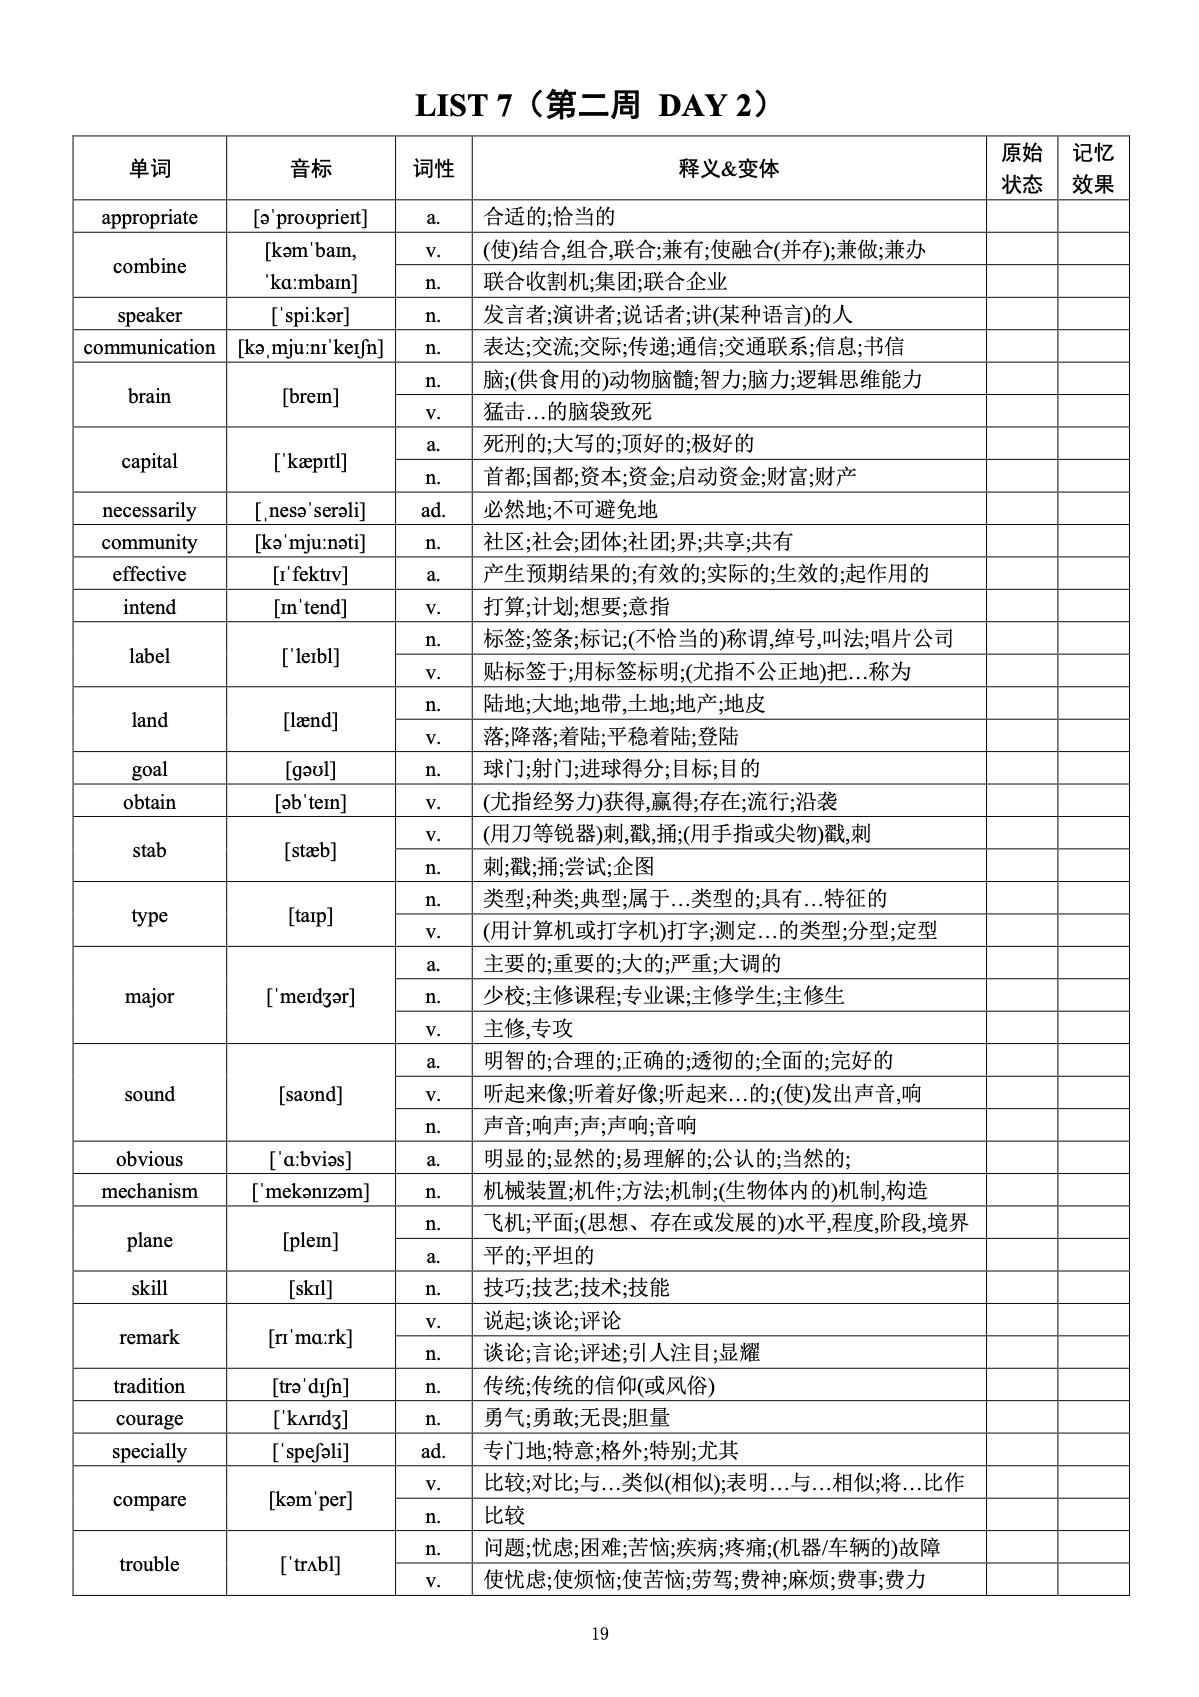 LIST 7（第二周 DAY 2）
单词 音标 词性 释义&变体 原始状态 记忆效果
appropriate [əˈproʊprieɪt] a. 合适的;恰当的
combine [kəmˈbaɪn, ˈkɑːmbaɪn] v. (使)结合,组合,联合;兼有;使融合(并存);兼做;兼办
n. 联合收割机;集团;联合企业
speaker [ˈspiːkər] n. 发言者;演讲者;说话者;讲(某种语言)的人
communication [kəˌmjuːnɪˈkeɪʃn] n. 表达;交流;交际;传递;通信;交通联系;信息;书信
brain [breɪn] n. 脑;(供食用的)动物脑髓;智力;脑力;逻辑思维能力
v. 猛击…的脑袋致死
capital [ˈkæpɪtl] a. 死刑的;大写的;顶好的;极好的
n. 首都;国都;资本;资金;启动资金;财富;财产
necessarily [ˌnesəˈserəli] ad. 必然地;不可避免地
community [kəˈmjuːnəti] n. 社区;社会;团体;社团;界;共享;共有
effective [ɪˈfektɪv] a. 产生预期结果的;有效的;实际的;生效的;起作用的
intend [ɪnˈtend] v. 打算;计划;想要;意指
label [ˈleɪbl] n. 标签;签条;标记;(不恰当的)称谓,绰号,叫法;唱片公司
v. 贴标签于;用标签标明;(尤指不公正地)把…称为
land [lænd] n. 陆地;大地;地带,土地;地产;地皮
v. 落;降落;着陆;平稳着陆;登陆
goal [ɡəʊl] n. 球门;射门;进球得分;目标;目的
obtain [əbˈteɪn] v. (尤指经努力)获得,赢得;存在;流行;沿袭
stab [stæb] v. (用刀等锐器)刺,戳,捅;(用手指或尖物)戳,刺
n. 刺;戳;捅;尝试;企图
type [taɪp] n. 类型;种类;典型;属于…类型的;具有…特征的
v. (用计算机或打字机)打字;测定…的类型;分型;定型
major [ˈmeɪdʒər] a. 主要的;重要的;大的;严重;大调的
n. 少校;主修课程;专业课;主修学生;主修生
v. 主修,专攻
sound [saʊnd] a. 明智的;合理的;正确的;透彻的;全面的;完好的
v. 听起来像;听着好像;听起来…的;(使)发出声音,响
n. 声音;响声;声;声响;音响
obvious [ˈɑːbviəs] a. 明显的;显然的;易理解的;公认的;当然的;
mechanism [ˈmekənɪzəm] n. 机械装置;机件;方法;机制;(生物体内的)机制,构造
plane [pleɪn] n. 飞机;平面;(思想、存在或发展的)水平,程度,阶段,境界
a. 平的;平坦的
skill [skɪl] n. 技巧;技艺;技术;技能
remark [rɪˈmɑːrk] v. 说起;谈论;评论
n. 谈论;言论;评述;引人注目;显耀
tradition [trəˈdɪʃn] n. 传统;传统的信仰(或风俗)
courage [ˈkʌrɪdʒ] n. 勇气;勇敢;无畏;胆量
specially [ˈspeʃəli] ad. 专门地;特意;格外;特别;尤其
compare [kəmˈper] v. 比较;对比;与…类似(相似);表明…与…相似;将…比作
n. 比较
trouble [ˈtrʌbl] n. 问题;忧虑;困难;苦恼;疾病;疼痛;(机器/车辆的)故障
v. 使忧虑;使烦恼;使苦恼;劳驾;费神;麻烦;费事;费力
19